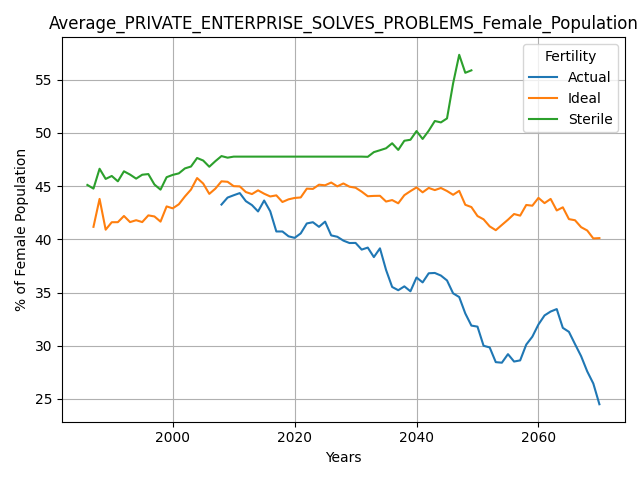 Average_PRIVATE_ENTERPRISE_SOLVES_PROBLEMS_Female_Population
Fertility
Actual
Ideal
Sterile
% of Female Population
55
50
45
40
35
30
25
2000
2020
2040
2060
Years